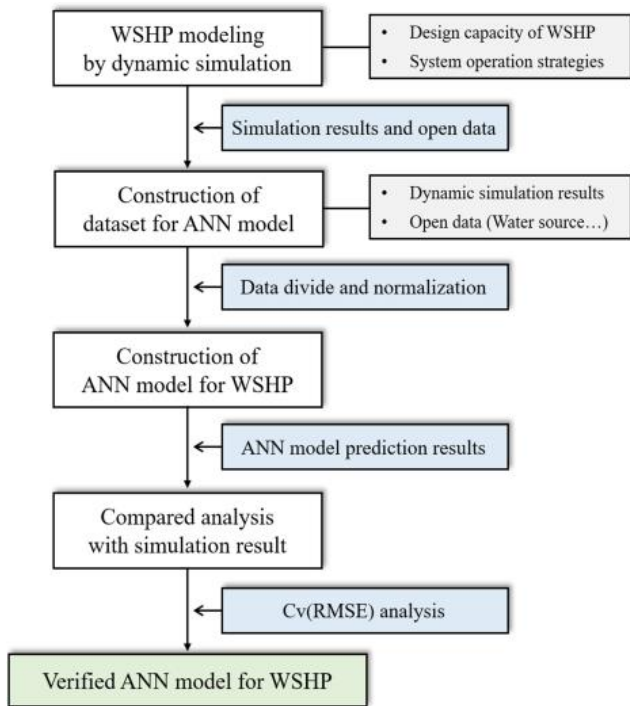 WSHP modeling
by dynamic simulation
• Design capacity of WSHP
• System operation strategies
Simulation results and open data
Construction of
dataset for ANN model
• Dynamic simulation results
• Open data (Water source…)
Data divide and normalization
Construction of
ANN model for WSHP
ANN model prediction results
Compared analysis
with simulation result
Cv(RMSE) analysis
Verified ANN model for WSHP